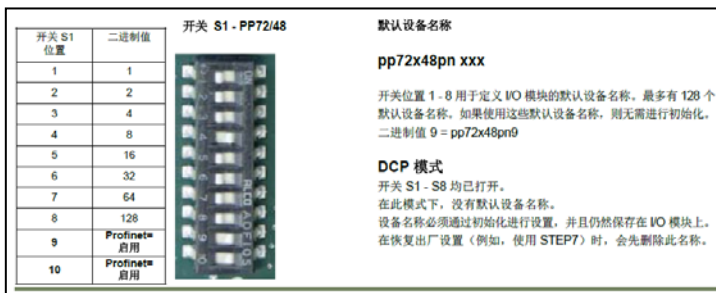 开关 S1
位置
二进制值
1 1
2 2
3 4
4 8
5 16
6 32
7 64
8 128
9 Profinet=
启用
10 Profinet=
启用
开关 S1 - PP72/48
默认设备名称
pp72x48pn xxx
开关位置 1 - 8 用于定义 I/O 模块的默认设备名称。最多有 128 个
默认设备名称。如果使用这些默认设备名称，则无需进行初始化。
二进制值 9 = pp72x48pn9
DCP 模式
开关 S1 - S8 均已打开。
在此模式下，没有默认设备名称。
设备名称必须通过初始化进行设置，并且仍然保存在 I/O 模块上。
在恢复出厂设置（例如，使用 STEP7）时，会先删除此名称。